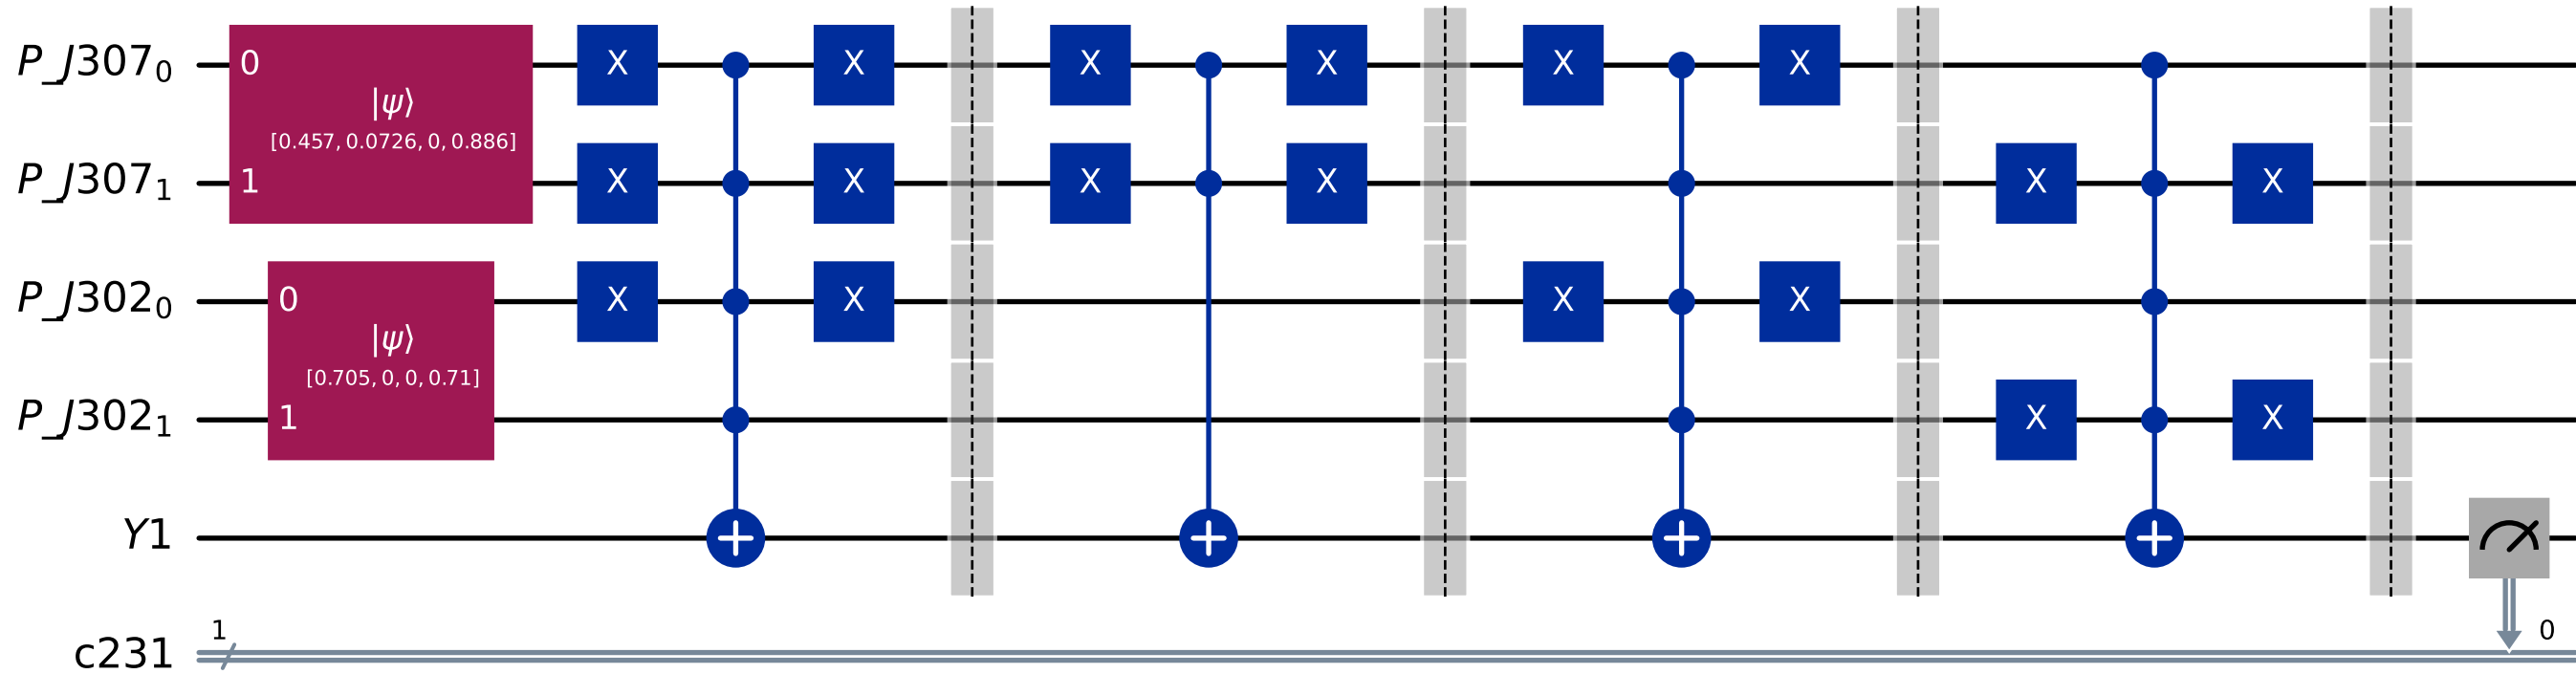 P_J307₀ 0 X X X X X X
|ψ⟩
[0.457, 0.0726, 0, 0.886]
P_J307₁ 1 X X X X X X
P_J302₀ 0 X X X X
|ψ⟩
[0.705, 0, 0, 0.71]
P_J302₁ 1 X X
Y1
c231 1 0